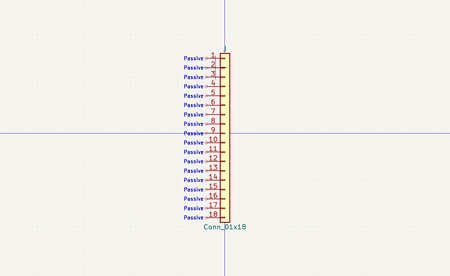 J
Passive 1
Passive 2
Passive 3
Passive 4
Passive 5
Passive 6
Passive 7
Passive 8
Passive 9
Passive 10
Passive 11
Passive 12
Passive 13
Passive 14
Passive 15
Passive 16
Passive 17
Passive 18
Conn_01x18